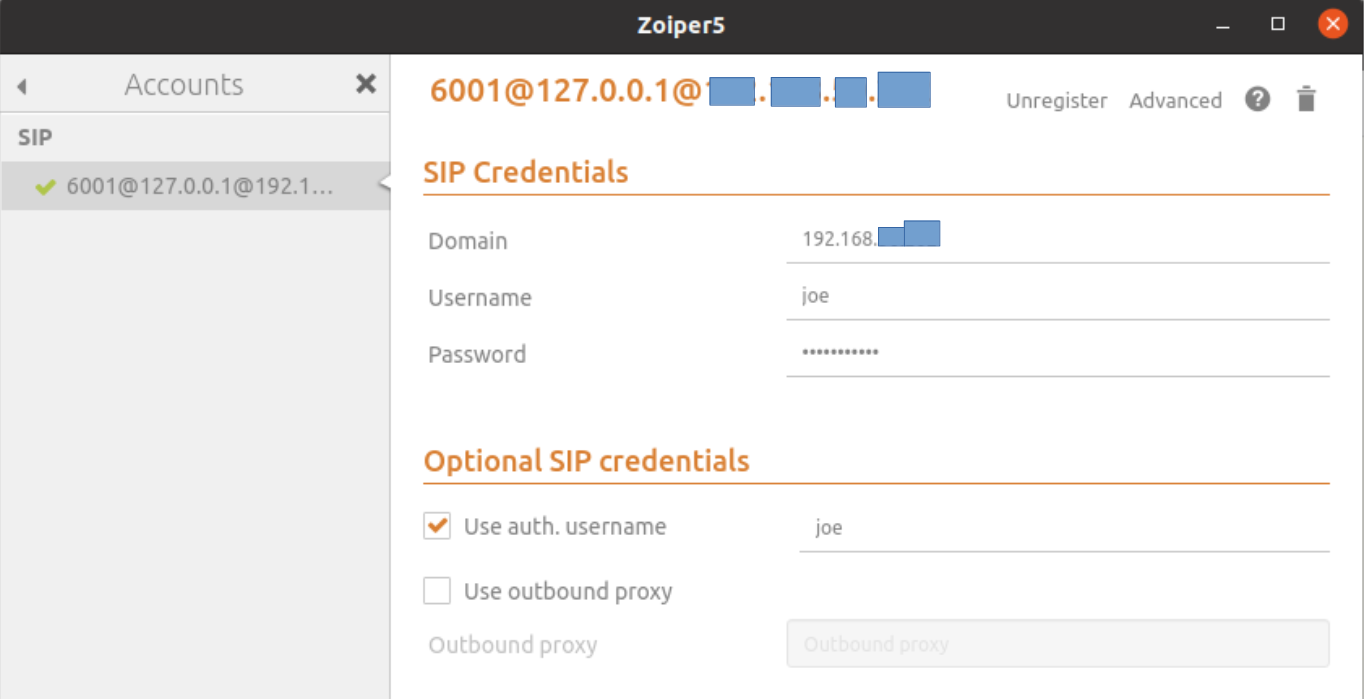 Zoiper5
Accounts
SIP
6001@127.0.0.1@192.1...
6001@127.0.0.1@
Unregister Advanced ?
SIP Credentials
Domain 192.168.
Username joe
Password •••••••••••
Optional SIP credentials
Use auth. username joe
Use outbound proxy
Outbound proxy Outbound proxy